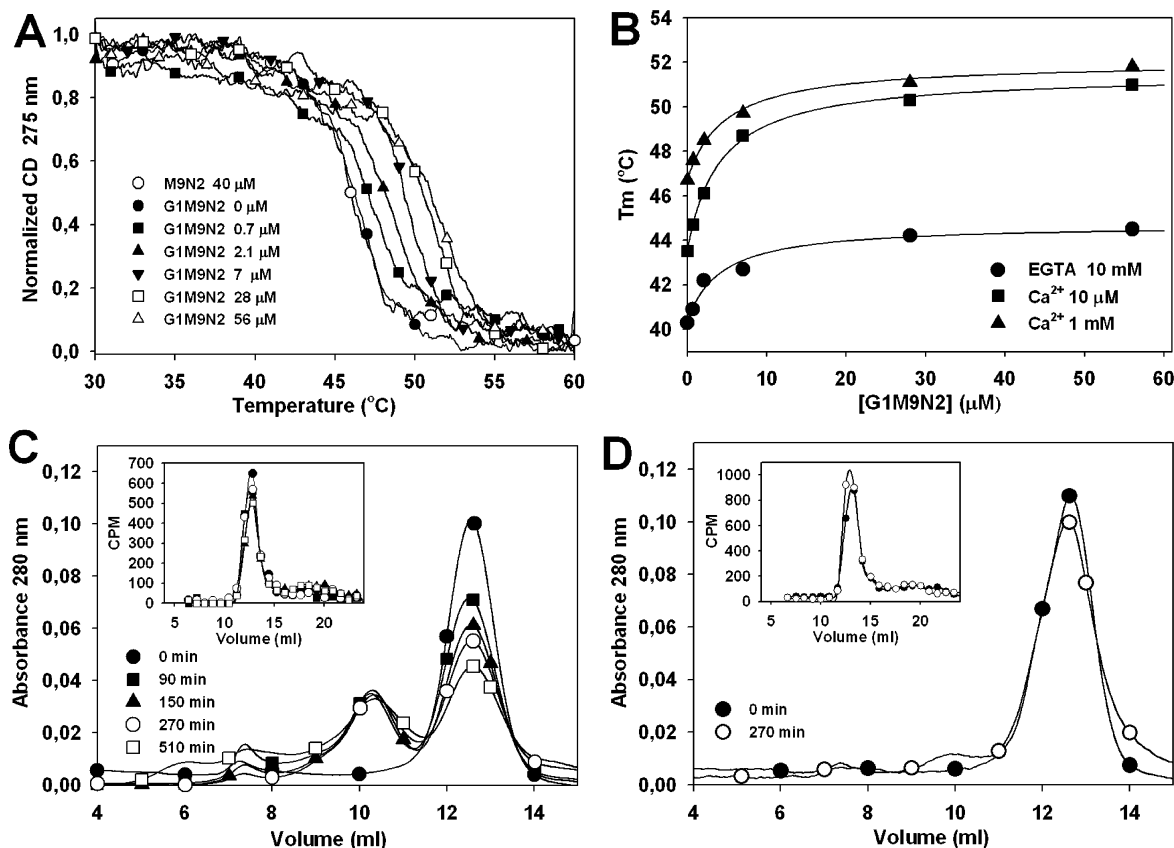 A
Normalized CD 275 nm
1,0
0,8
0,6
0,4
0,2
0,0
M9N2 40 μM
G1M9N2 0 μM
G1M9N2 0.7 μM
G1M9N2 2.1 μM
G1M9N2 7 μM
G1M9N2 28 μM
G1M9N2 56 μM
30 35 40 45 50 55 60
Temperature (°C)
B
Tm (°C)
54
52
50
48
46
44
42
40
EGTA 10 mM
Ca2+ 10 μM
Ca2+ 1 mM
0 10 20 30 40 50 60
[G1M9N2] (μM)
C
Absorbance 280 nm
0,12
0,10
0,08
0,06
0,04
0,02
0,00
CPM
700
600
500
400
300
200
100
0
5 10 15 20
Volume (ml)
0 min
90 min
150 min
270 min
510 min
4 6 8 10 12 14
Volume (ml)
D
Absorbance 280 nm
0,12
0,10
0,08
0,06
0,04
0,02
0,00
CPM
1000
800
600
400
200
0
5 10 15 20
Volume (ml)
0 min
270 min
4 6 8 10 12 14
Volume (ml)